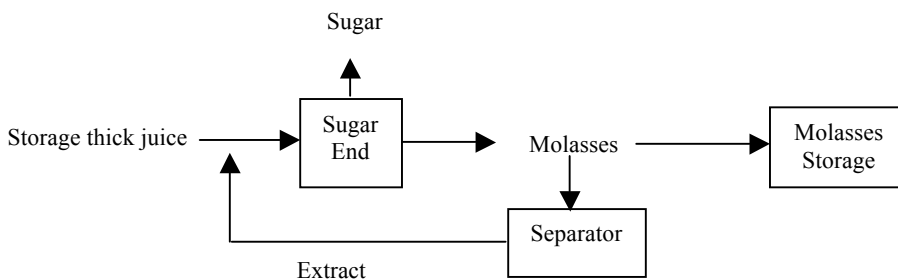 Sugar
Storage thick juice
Sugar
End
Molasses
Molasses
Storage
Separator
Extract